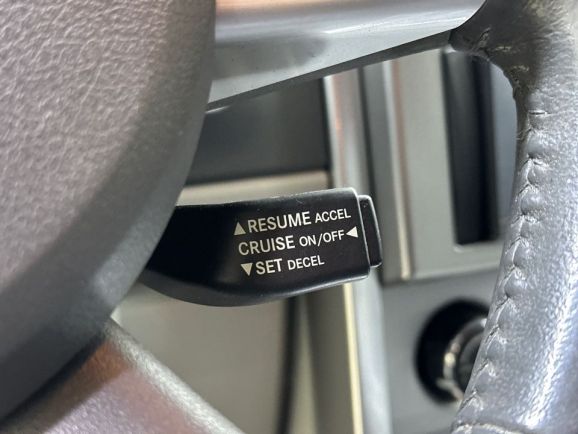 ▲RESUME ACCEL
CRUISE ON/OFF◀
▼SET DECEL